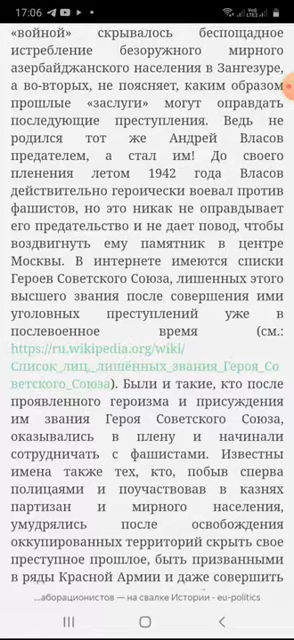 17:06
«войной» скрывалось беспощадное
истребление безоружного мирного
азербайджанского населения в Зангезуре,
а во-вторых, не поясняет, каким образом
прошлые «заслуги» могут оправдать
последующие преступления. Ведь не
родился тот же Андрей Власов
предателем, а стал им! До своего
пленения летом 1942 года Власов
действительно героически воевал против
фашистов, но это никак не оправдывает
его предательство и не дает повод, чтобы
воздвигнуть ему памятник в центре
Москвы. В интернете имеются списки
Героев Советского Союза, лишенных этого
высшего звания после совершения ими
уголовных преступлений уже в
послевоенное время (см.:
https://ru.wikipedia.org/wiki/
Список_лиц,_лишённых_звания_Героя_Со
ветского_Союза). Были и такие, кто после
проявленного героизма и присуждения
им звания Героя Советского Союза,
оказывались в плену и начинали
сотрудничать с фашистами. Известны
имена также тех, кто, побыв сперва
полицаями и поучаствовав в казнях
партизан и мирного населения,
умудрялись после освобождения
оккупированных территорий скрыть свое
преступное прошлое, быть призванными
в ряды Красной Армии и даже совершить
...аборационистов — на свалке Истории - eu-politics